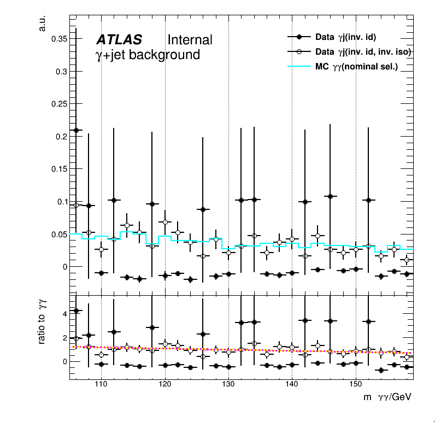 a.u.
ATLAS Internal
γ+jet background
Data γj(inv. id)
Data γj(inv. id, inv. iso)
MC γγ(nominal sel.)
0.35
0.3
0.25
0.2
0.15
0.1
0.05
0
ratio to γγ
4
2
0
110 120 130 140 150
m γγ/GeV